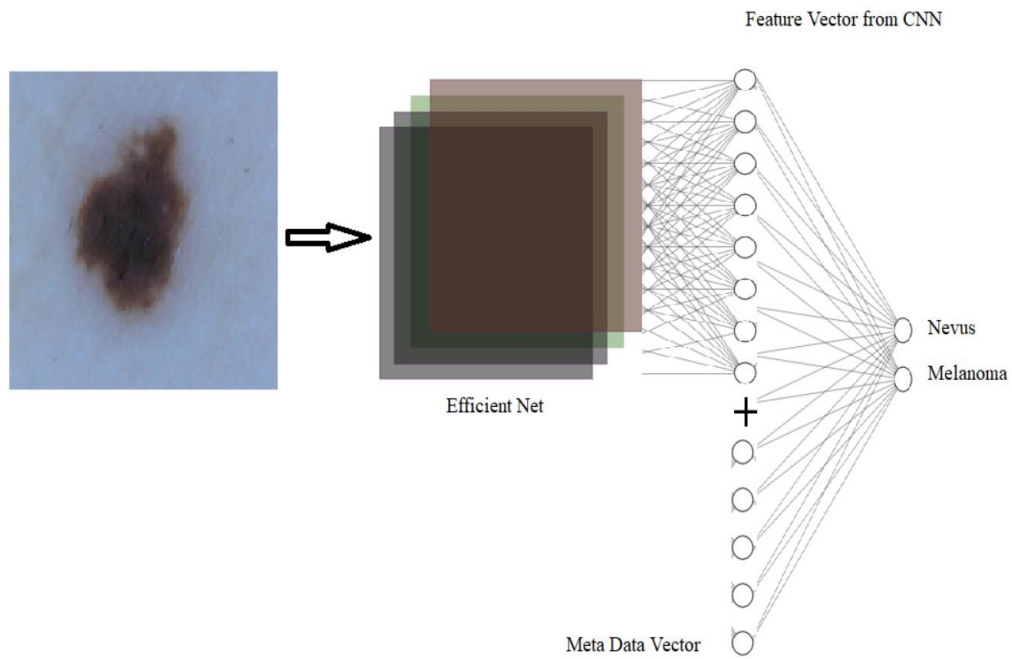 Feature Vector from CNN
Nevus
Melanoma
Efficient Net
+
Meta Data Vector